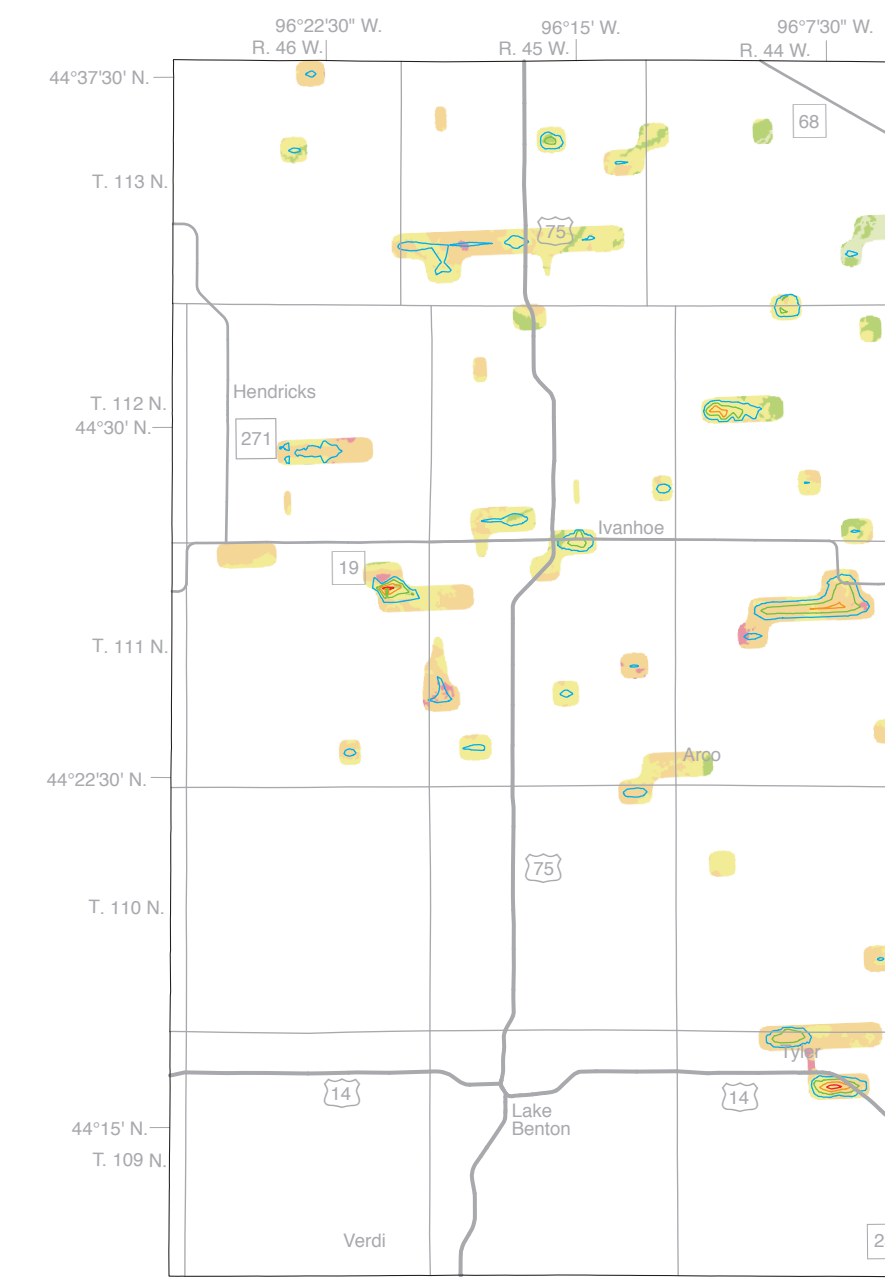 96°22'30" W.
96°15' W.
96°7'30" W.
R. 46 W.
R. 45 W.
R. 44 W.
44°37'30' N.
68
T. 113 N.
75
Hendricks
T. 112 N.
44°30' N.
271
Ivanhoe
19
T. 111 N.
Arco
44°22'30' N.
75
T. 110 N.
Tyler
14
14
Lake
Benton
44°15' N.
T. 109 N.
Verdi
2